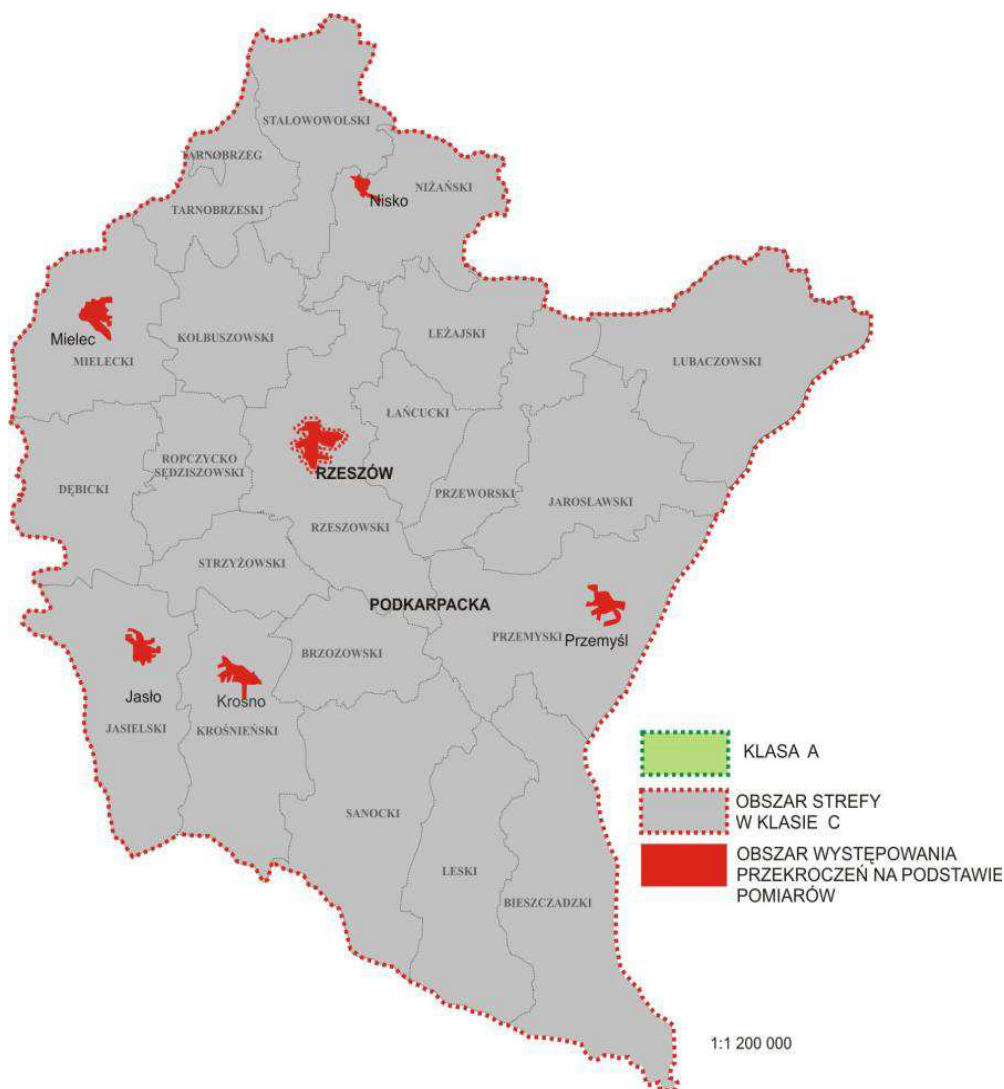 STALOWOWOLSKI
TARNOBRZEG
NIŻAŃSKI
Nisko
TARNOBRZESKI
Mielec
MIELECKI
KOLBUSZOWSKI
LEŻAJSKI
LUBACZOWSKI
ŁAŃCUCKI
ROPCZYCKO
SĘDZISZOWSKI
RZESZÓW
DĘBICKI
PRZEWORSKI
JAROSŁAWSKI
RZESZOWSKI
STRZYŻOWSKI
PODKARPACKA
PRZEMYSKI
Przemyśl
BRZOZOWSKI
Jasło
Krosno
JASIELSKI
KROŚNIEŃSKI
SANOCKI
LESKI
BIESZCZADZKI
KLASA A
OBSZAR STREFY
W KLASIE C
OBSZAR WYSTĘPOWANIA
PRZEKROCZEŃ NA PODSTAWIE
POMIARÓW
1:1 200 000